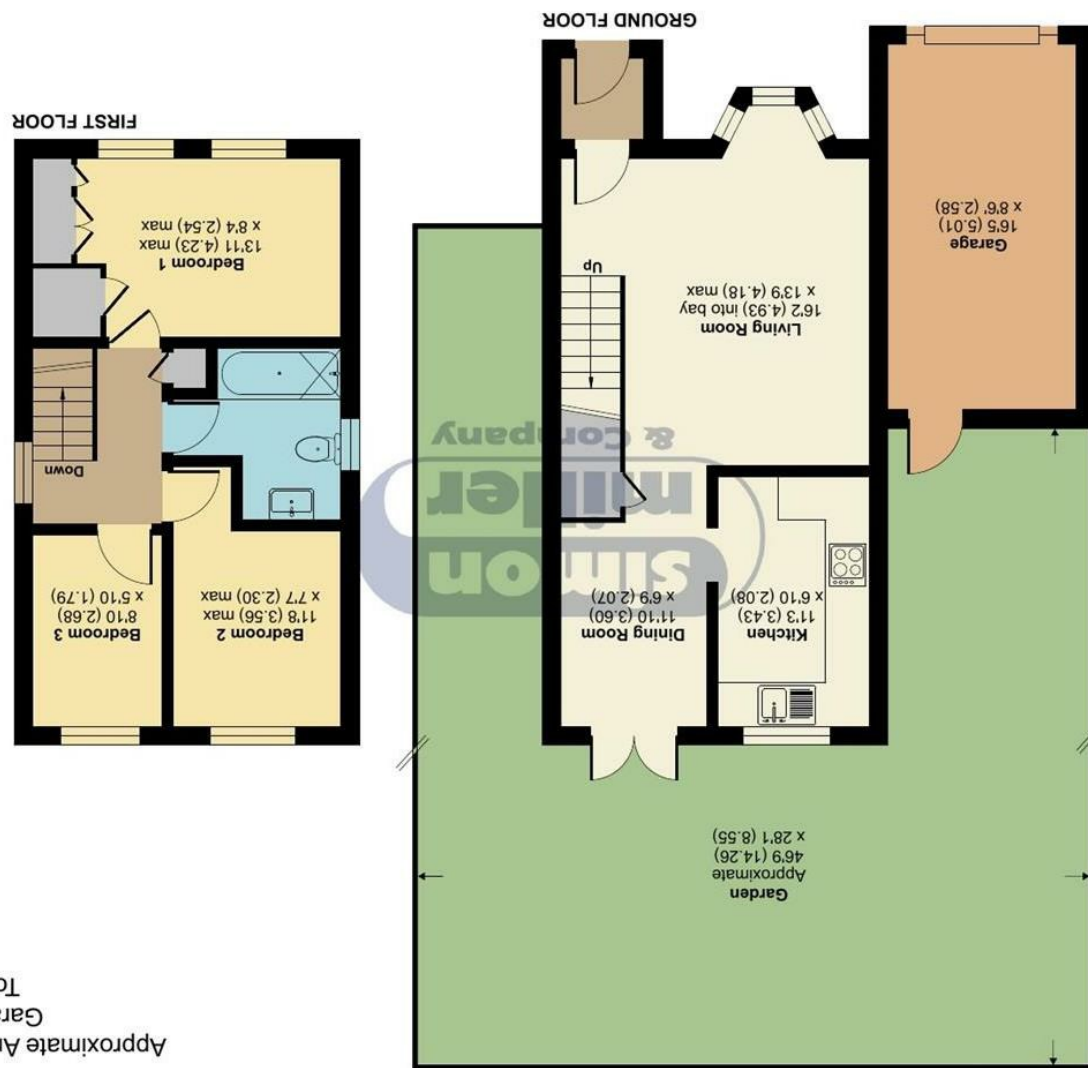 Approximate Ar
Gara
To
Garden
Approximate
46'9 (14.26)
x 28'1 (8.55)
Kitchen
11'3 (3.43)
x 6'10 (2.08)
Dining Room
11'10 (3.60)
x 6'9 (2.07)
Bedroom 2
11'8 (3.56) max
x 7'7 (2.30) max
Bedroom 3
8'10 (2.68)
x 5'10 (1.79)
simon
miller
& Company
Down
Living Room
16'2 (4.93) into bay
x 13'9 (4.18) max
Up
Garage
16'5 (5.01)
x 8'6 (2.58)
Bedroom 1
13'11 (4.23) max
x 8'4 (2.54) max
FIRST FLOOR
GROUND FLOOR